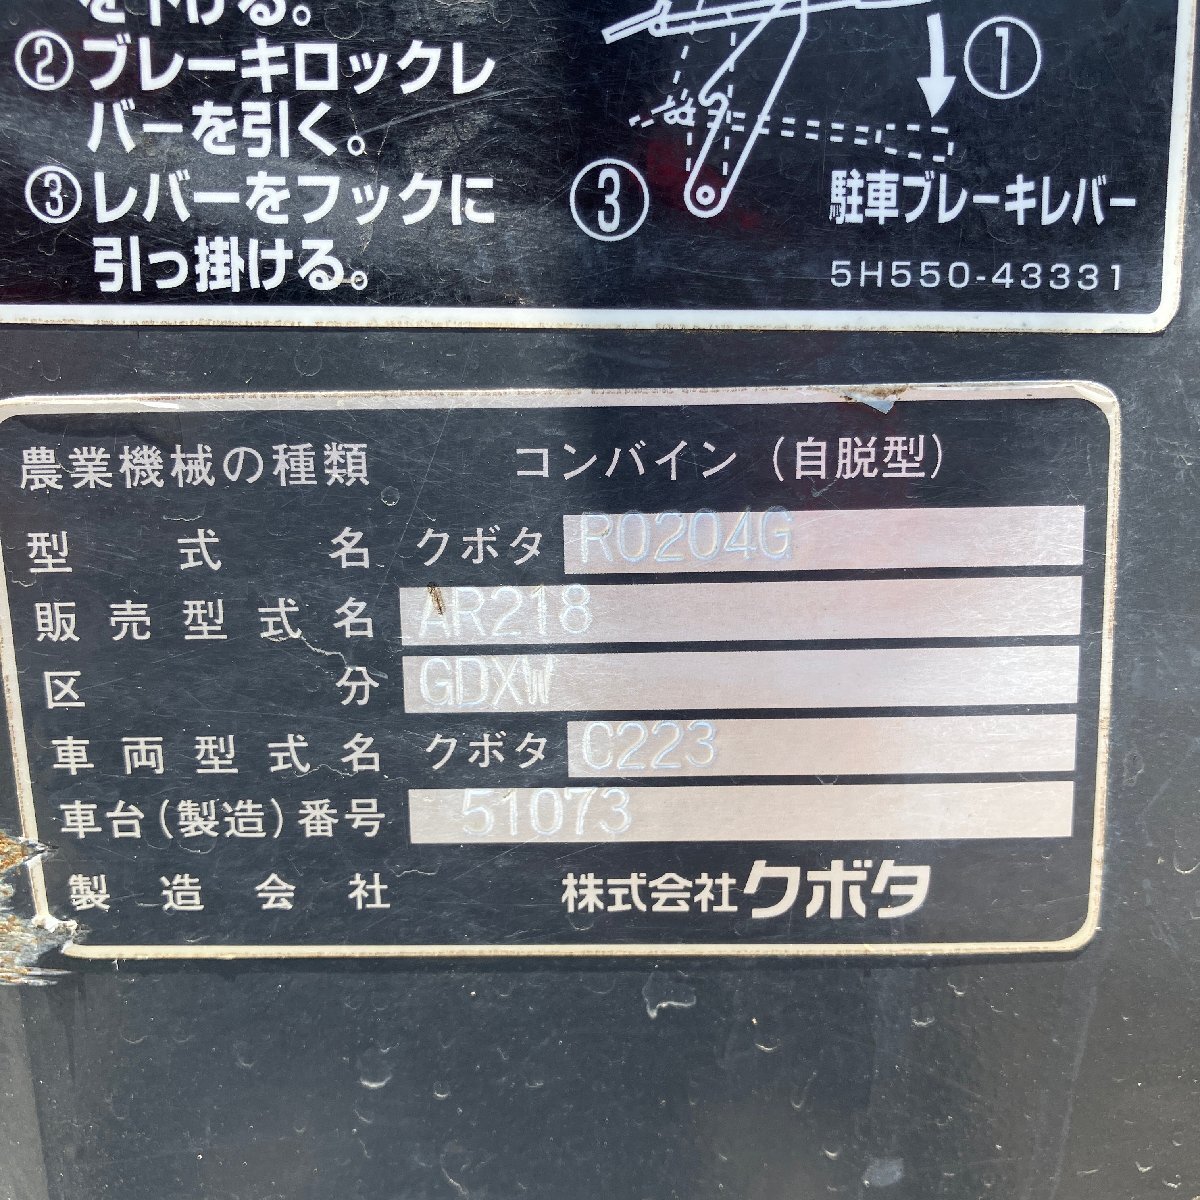 を下げる。
②ブレーキロックレ
バーを引く。
③レバーをフックに
引っ掛ける。
①
③
駐車ブレーキレバー
5H550-43331
農業機械の種類 コンバイン（自脱型）
型式名 クボタ R0204G
販売型式名 AR218
区分 GDXW
車両型式名 クボタ C223
車台(製造)番号 51073
製造会社 株式会社クボタ